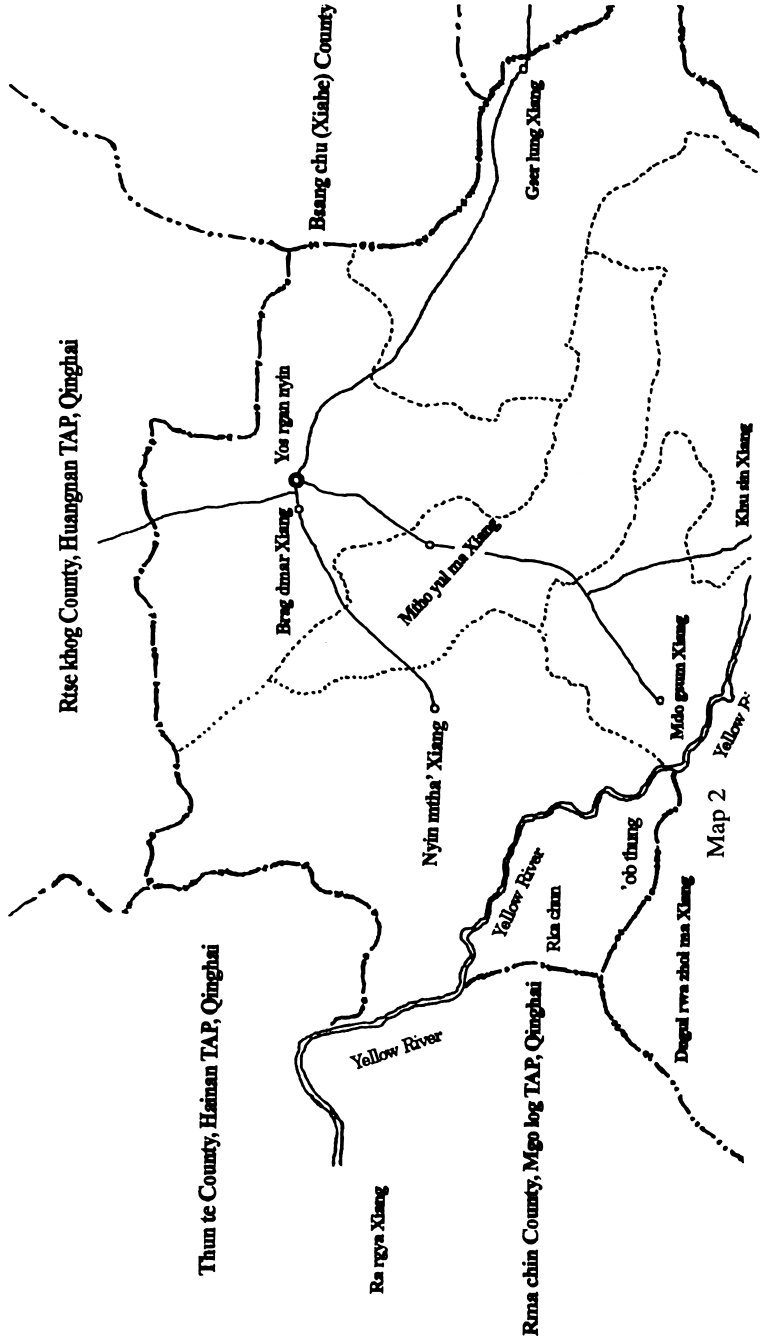 Rtse khog County, Huangnan TAP, Qinghai
Thun te County, Hainan TAP, Qinghai
Bsang chu (Xiahe) County
Yos rgan nyin
Brag dmar Xiang
Mtho yul ma Xiang
Nyin mtha' Xiang
Gser lung Xiang
Ra rgya Xiang
Yellow River
Yellow River
Rma chin County, Mgo log TAP, Qinghai
Rka chun
'ob thung
Mdo gsum Xiang
Khu sin Xiang
Dngul rwa zhol ma Xiang
Yellow Ri
Map 2